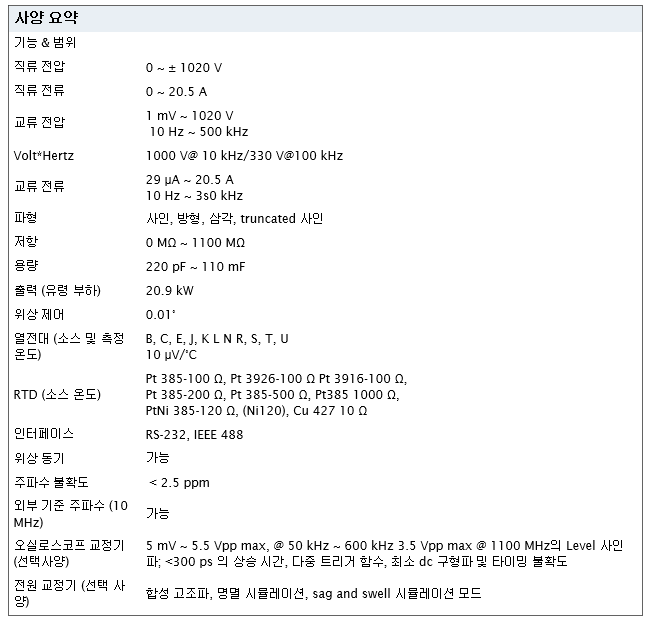 사양 요약
기능 & 범위
직류 전압 0 ~ ± 1020 V
직류 전류 0 ~ 20.5 A
교류 전압 1 mV ~ 1020 V
10 Hz ~ 500 kHz
Volt*Hertz 1000 V@ 10 kHz/330 V@100 kHz
교류 전류 29 µA ~ 20.5 A
10 Hz ~ 3s0 kHz
파형 사인, 방형, 삼각, truncated 사인
저항 0 MΩ ~ 1100 MΩ
용량 220 pF ~ 110 mF
출력 (유령 부하) 20.9 kW
위상 제어 0.01°
열전대 (소스 및 측정 B, C, E, J, K L N R, S, T, U
온도) 10 µV/°C
RTD (소스 온도) Pt 385-100 Ω, Pt 3926-100 Ω Pt 3916-100 Ω,
Pt 385-200 Ω, Pt 385-500 Ω, Pt385 1000 Ω,
PtNi 385-120 Ω, (Ni120), Cu 427 10 Ω
인터페이스 RS-232, IEEE 488
위상 동기 가능
주파수 불확도 < 2.5 ppm
외부 기준 주파수 (10 가능
MHz)
오실로스코프 교정기 5 mV ~ 5.5 Vpp max, @ 50 kHz ~ 600 kHz 3.5 Vpp max @ 1100 MHz의 Level 사인
(선택사양) 파; <300 ps 의 상승 시간, 다중 트리거 함수, 최소 dc 구형파 및 타이밍 불확도
전원 교정기 (선택 사 합성 고조파, 명멸 시뮬레이션, sag and swell 시뮬레이션 모드
양)